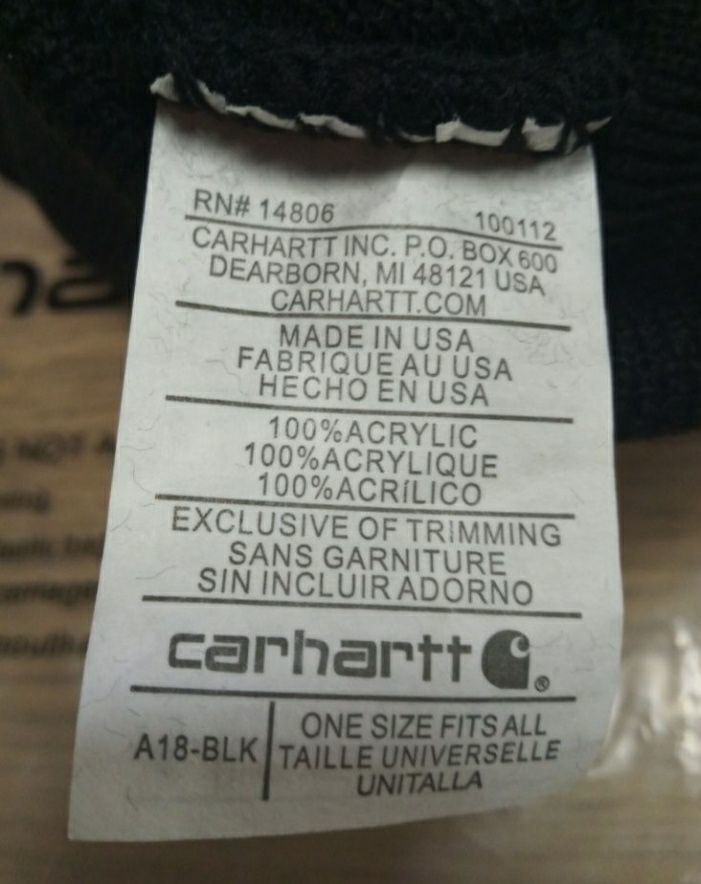 RN# 14806 100112
CARHARTT INC. P.O. BOX 600
DEARBORN, MI 48121 USA
CARHARTT.COM
MADE IN USA
FABRIQUE AU USA
HECHO EN USA
100%ACRYLIC
100%ACRYLIQUE
100%ACRíLICO
EXCLUSIVE OF TRIMMING
SANS GARNITURE
SIN INCLUIR ADORNO
carhartt ®
A18-BLK
ONE SIZE FITS ALL
TAILLE UNIVERSELLE
UNITALLA
NOT A